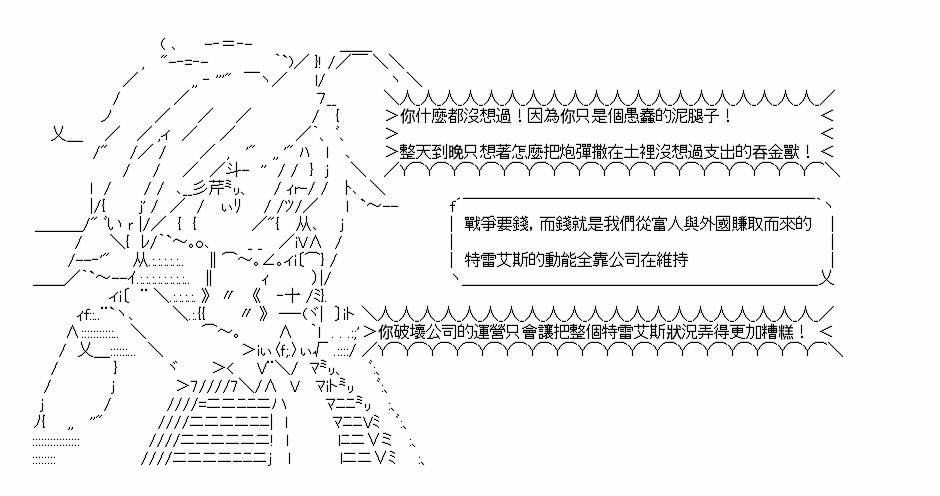 你什麼都沒想過！因為你只是個愚蠢的泥腿子！
整天到晚只想著怎麼把炮彈撒在土裡沒想過支出的吞金獸！
戰爭要錢, 而錢就是我們從富人與外國賺取而來的
特雷艾斯的動能全靠公司在維持
你破壞公司的運營只會讓把整個特雷艾斯狀況弄得更加糟糕！